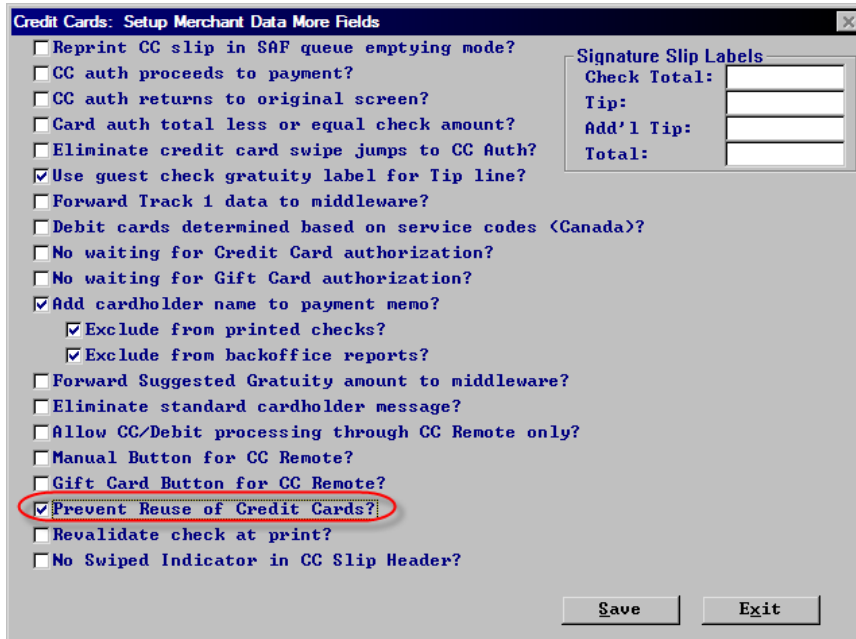 Credit Cards: Setup Merchant Data More Fields
Reprint CC slip in SAF queue emptying mode?
CC auth proceeds to payment?
CC auth returns to original screen?
Card auth total less or equal check amount?
Eliminate credit card swipe jumps to CC Auth?
Use guest check gratuity label for Tip line?
Forward Track 1 data to middleware?
Debit cards determined based on service codes (Canada)?
No waiting for Credit Card authorization?
No waiting for Gift Card authorization?
Add cardholder name to payment memo?
Exclude from printed checks?
Exclude from backoffice reports?
Forward Suggested Gratuity amount to middleware?
Eliminate standard cardholder message?
Allow CC/Debit processing through CC Remote only?
Manual Button for CC Remote?
Gift Card Button for CC Remote?
Prevent Reuse of Credit Cards?
Revalidate check at print?
No Swiped Indicator in CC Slip Header?
Signature Slip Labels
Check Total:
Tip:
Add'l Tip:
Total:
Save
Exit